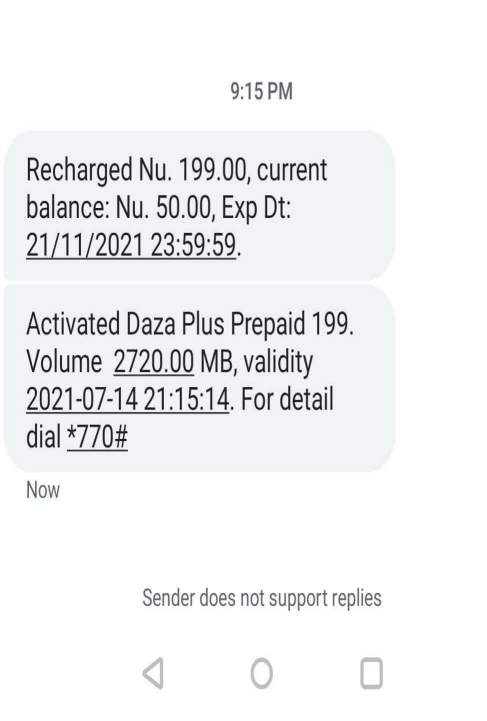 9:15 PM
Recharged Nu. 199.00, current
balance: Nu. 50.00, Exp Dt:
21/11/2021 23:59:59.
Activated Daza Plus Prepaid 199.
Volume  2720.00 MB, validity
2021-07-14 21:15:14. For detail
dial *770#
Now
Sender does not support replies